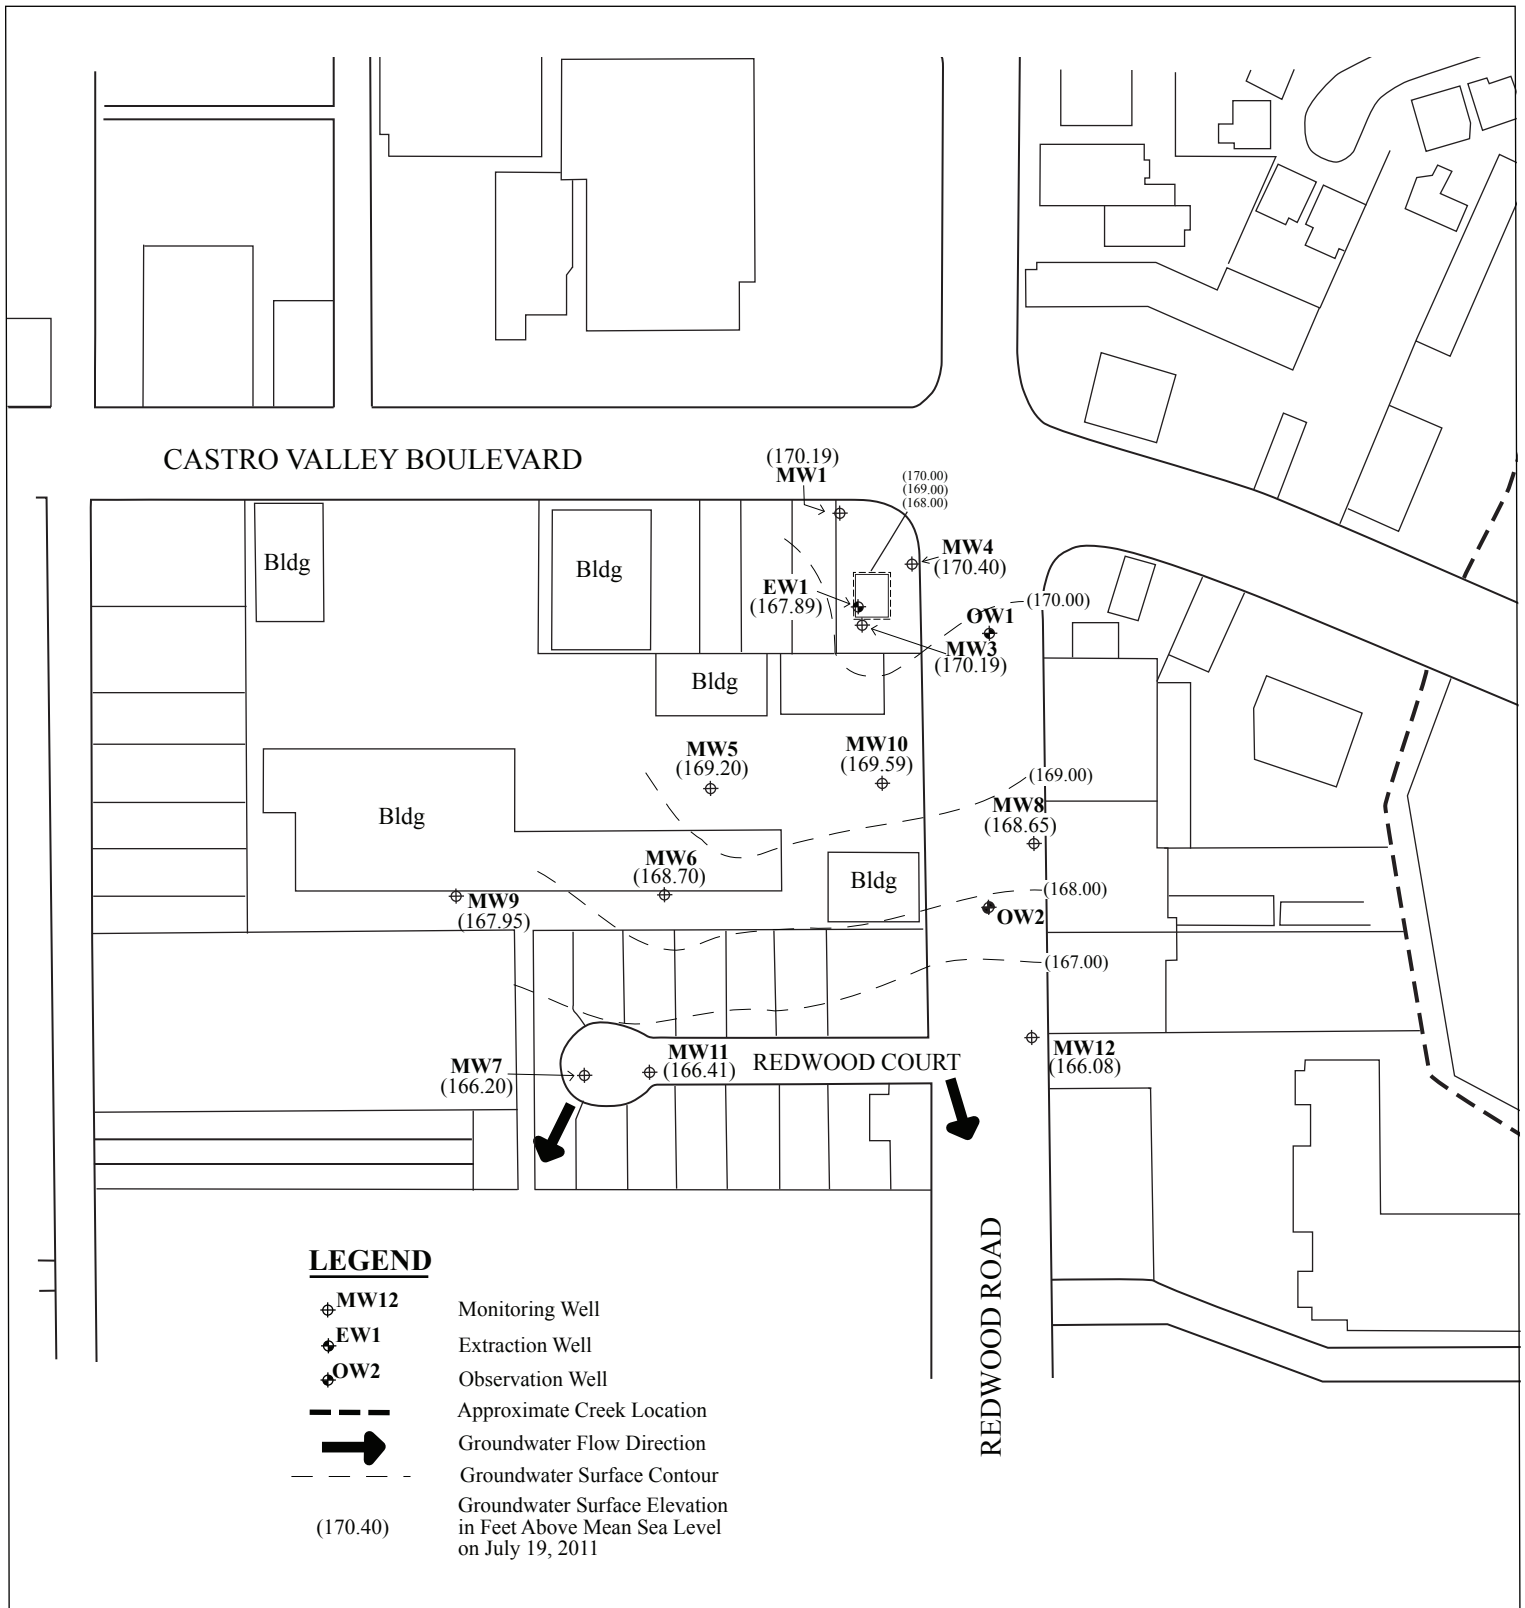 CASTRO VALLEY BOULEVARD
(170.19)
MW1
(170.00)
(169.00)
(168.00)
MW4
(170.40)
Bldg
Bldg
EW1
(167.89)
(170.00)
OW1
MW3
(170.19)
Bldg
MW5
(169.20)
MW10
(169.59)
(169.00)
MW8
(168.65)
Bldg
MW6
(168.70)
Bldg
(168.00)
MW9
(167.95)
OW2
(167.00)
MW7
(166.20)
MW11
(166.41)
REDWOOD COURT
MW12
(166.08)
REDWOOD ROAD
LEGEND
MW12
Monitoring Well
EW1
Extraction Well
OW2
Observation Well
Approximate Creek Location
Groundwater Flow Direction
Groundwater Surface Contour
(170.40)
Groundwater Surface Elevation
in Feet Above Mean Sea Level
on July 19, 2011